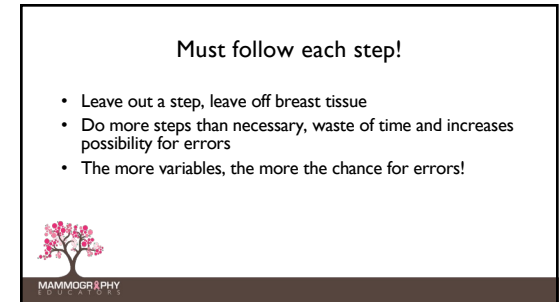 Must follow each step!
• Leave out a step, leave off breast tissue
• Do more steps than necessary, waste of time and increases
possibility for errors
• The more variables, the more the chance for errors!
MAMMOGRAPHY
EDUCATORS